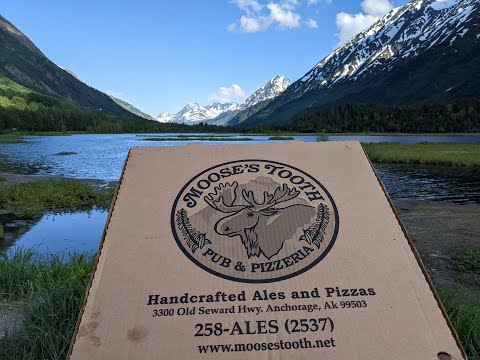 MOOSE'S TOOTH
PUB & PIZZERIA
Handcrafted Ales and Pizzas
3300 Old Seward Hwy. Anchorage, Ak 99503
258-ALES (2537)
www.moosestooth.net